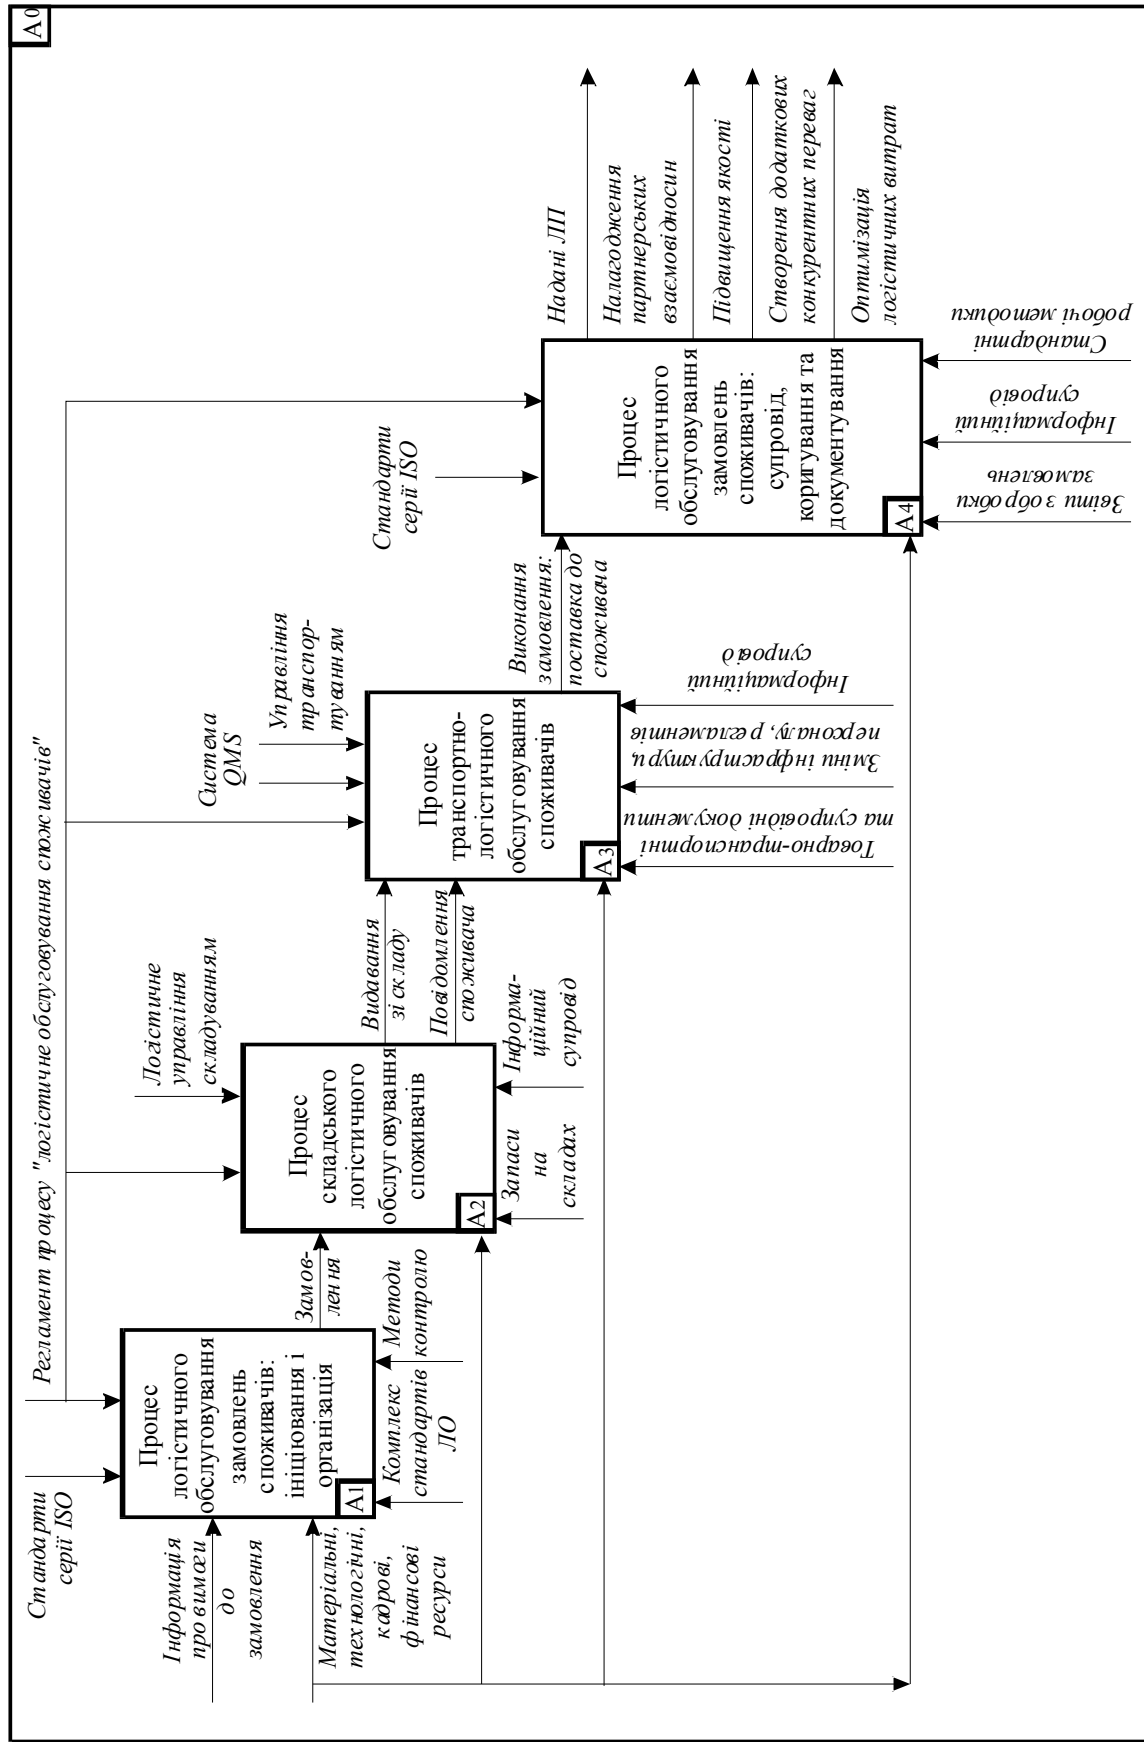 A0
Регламент процесу "логістичне обслуговування споживачів"
Стандарти
серії ISO
Інформація
про вимоги
до
замовлення
Матеріальні,
технологічні,
кадрові,
фінансові
ресурси
Процес
логістичного
обслуговування
замовлень
споживачів:
ініціювання і
організація
A1
Комплекс
стандартів
ЛО
Методи
контролю
Замов-
лення
Логістичне
управління
складуванням
Процес
складського
логістичного
обслуговування
споживачів
A2
Запаси
на
складах
Інформа-
ційний
супровід
Видавання
зі складу
Повідомлення
споживача
Система
QMS
Управління
транспор-
туванням
Процес
транспортно-
логістичного
обслуговування
споживачів
A3
Товарно-транспортні
та супровідні документи
Зміни інфраструктури,
персоналу, регламентів
Інформаційний
супровід
Виконання
замовлення:
поставка до
споживача
Стандарти
серії ISO
Процес
логістичного
обслуговування
замовлень
споживачів:
супровід,
коригування та
документування
A4
Звіти з обробки
замовлень
Інформаційний
супровід
Стандартні
робочі методики
Надані ЛП
Налагодження
партнерських
взаємовідносин
Підвищення якості
Створення додаткових
конкурентних переваг
Оптимізація
логістичних витрат